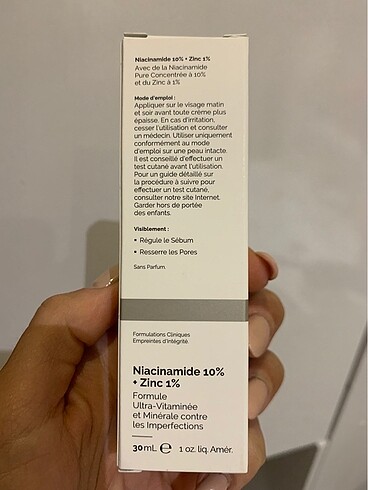 Niacinamide 10% + Zinc 1%
Avec de la Niacinamide
Pure Concentrée à 10%
et du Zinc à 1%
Mode d'emploi :
Appliquer sur le visage matin
et soir avant toute crème plus
épaisse. En cas d'irritation,
cesser l'utilisation et consulter
un médecin. Utiliser uniquement
conformément au mode
d'emploi sur une peau intacte.
Il est conseillé d'effectuer un
test cutané avant l'utilisation.
Pour un guide détaillé sur
la procédure à suivre pour
effectuer un test cutané,
consulter notre site Internet.
Garder hors de portée
des enfants.
Visiblement :
• Régule le Sébum
• Resserre les Pores
Sans Parfum.
Formulations Cliniques
Empreintes d'Intégrité.
Niacinamide 10%
+ Zinc 1%
Formule
Ultra-Vitaminée
et Minérale contre
les Imperfections
30mL ℮ 1 oz. liq. Amér.